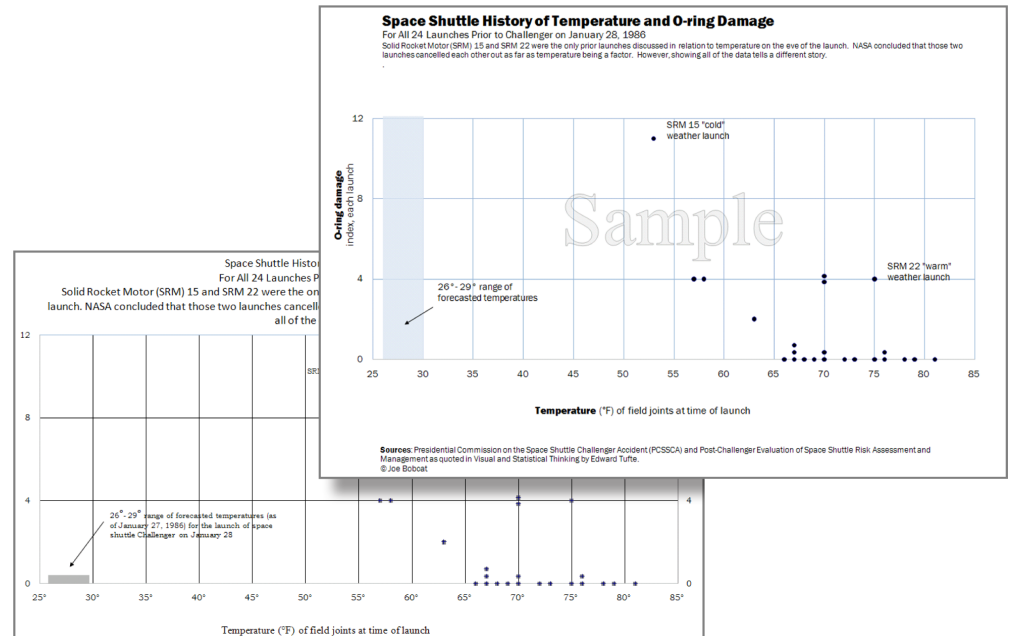 Space Shuttle History of Temperature and O-ring Damage
For All 24 Launches Prior to Challenger on January 28, 1986
Solid Rocket Motor (SRM) 15 and SRM 22 were the only prior launches discussed in relation to temperature on the eve of the launch. NASA concluded that those two
launches cancelled each other out as far as temperature being a factor. However, showing all of the data tells a different story.
.
12
SRM 15 "cold"
weather launch
O-ring damage
index, each launch
8
Sample
4
SRM 22 "warm"
weather launch
26°- 29° range of
forecasted temperatures
0
25 30 35 40 45 50 55 60 65 70 75 80 85
Temperature (°F) of field joints at time of launch
Sources: Presidential Commission on the Space Shuttle Challenger Accident (PCSSCA) and Post-Challenger Evaluation of Space Shuttle Risk Assessment and
Management as quoted in Visual and Statistical Thinking by Edward Tufte.
© Joe Bobcat
Space Shuttle Histor
For All 24 Launches P
Solid Rocket Motor (SRM) 15 and SRM 22 were the on
launch. NASA concluded that those two launches cancell
all of the
12
SR
8
4 4
26°- 29° range of forecasted temperatures (as
of January 27, 1986) for the launch of space
shuttle Challenger on January 28
0 0
25° 30° 35° 40° 45° 50° 55° 60° 65° 70° 75° 80° 85°
Temperature (°F) of field joints at time of launch